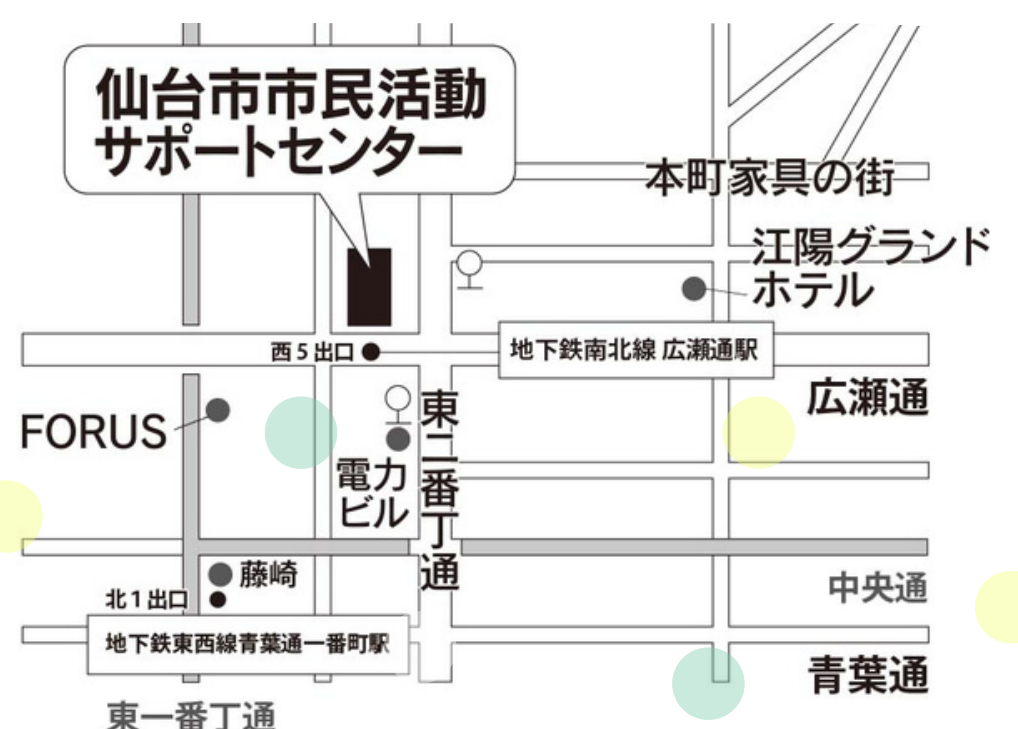 仙台市市民活動
サポートセンター
本町家具の街
江陽グランド
ホテル
西5出口
地下鉄南北線 広瀬通駅
広瀬通
FORUS
東二番丁通
電力
ビル
中央通
藤崎
北1出口
地下鉄東西線青葉通一番町駅
青葉通
東一番丁通